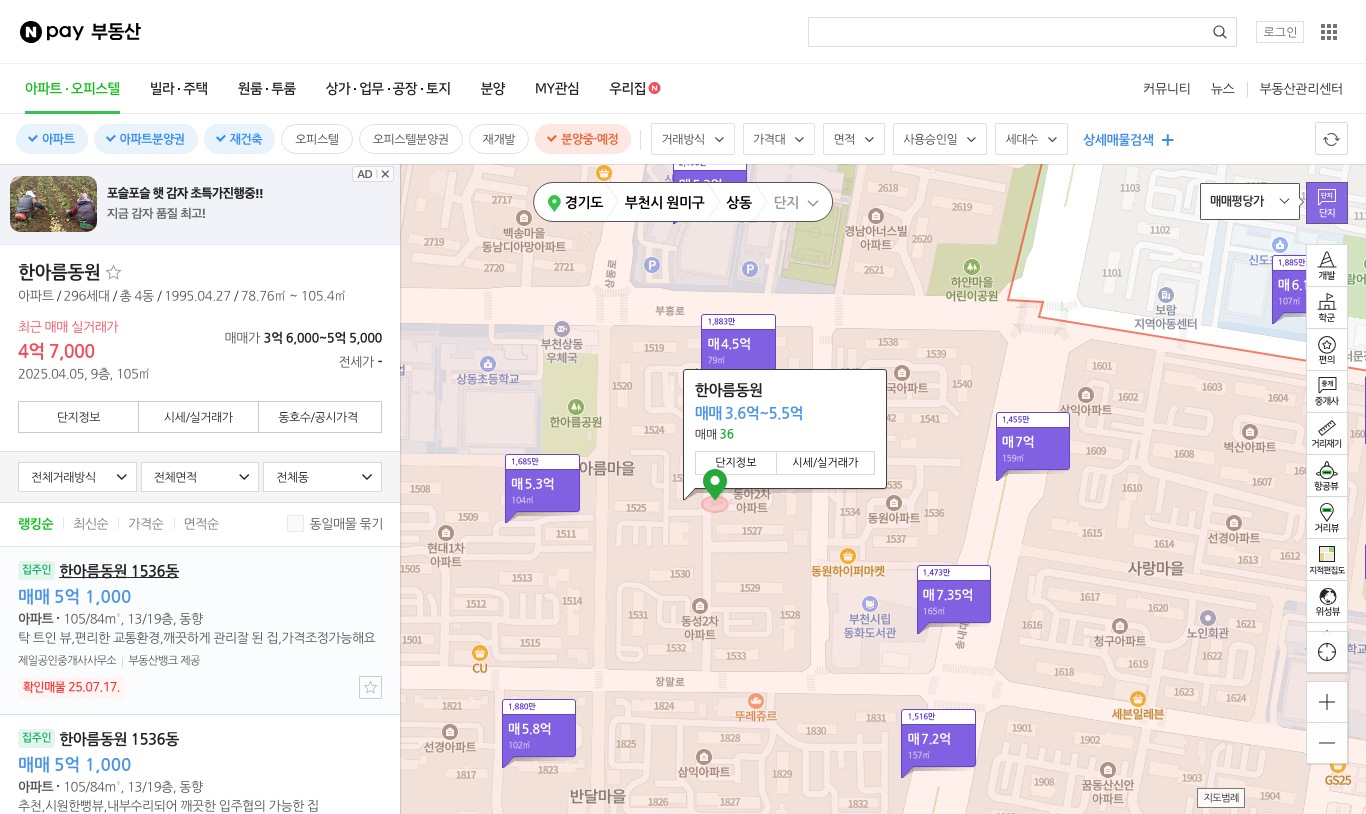 N pay 부동산
로그인
아파트·오피스텔
빌라·주택
원룸·투룸
상가·업무·공장·토지
분양
MY관심
우리집 N
커뮤니티
뉴스
부동산관리센터
아파트
아파트분양권
재건축
오피스텔
오피스텔분양권
재개발
분양중·예정
거래방식
가격대
면적
사용승인일
세대수
상세매물검색
AD
포슬포슬 햇 감자 초특가진행중!!
지금 감자 품질 최고!
한아름동원
아파트 / 296세대 / 총 4동 / 1995.04.27 / 78.76㎡ ~ 105.4㎡
최근 매매 실거래가
4억 7,000
2025.04.05, 9층, 105㎡
매매가 3억 6,000~5억 5,000
전세가 -
단지정보
시세/실거래가
동호수/공시가격
전체거래방식
전체면적
전체동
랭킹순
최신순
가격순
면적순
동일매물 묶기
집주인 한아름동원 1536동
매매 5억 1,000
아파트 · 105/84m², 13/19층, 동향
탁 트인 뷰,편리한 교통환경,깨끗하게 관리잘 된 집,가격조정가능해요
제일공인중개사사무소 | 부동산뱅크 제공
확인매물 25.07.17.
집주인 한아름동원 1536동
매매 5억 1,000
아파트 · 105/84m², 13/19층, 동향
추천,시원한뻥뷰,내부수리되어 깨끗한 입주협의 가능한 집
경기도
부천시 원미구
상동
단지
매매평당가
단지
단지
개발
학군
편의
중개
중개사
거리재기
항공뷰
거리뷰
지적편집도
위성뷰
지도범례
2719
백송마을
동남디아망아파트
2720
2721
상동로
P
P
2618
2619
경남아너스빌
아파트
2620
2621
하얀마을
어린이공원
1103
1102
1101
보람
지역아동센터
1,885만
107㎡
부흥로
부천상동
우체국
상동초등학교
한아름공원
1519
1520
1524
1525
1,883만
매 4.5억
79㎡
1538
1539
1540
1541
한아름동원
매매 3.6억~5.5억
매매 36
단지정보
시세/실거래가
동아2차
아파트
1527
1529
1530
1531
1532
1533
동성2차
아파트
1534
1535
1536
동원아파트
동원하이퍼마켓
부천시립
동화도서관
1,685만
매 5.3억
104㎡
1508
1509
1511
현대1차
아파트
1505
1513
1512
1514
1501
1502
1515
CU
1,455만
매 7억
159㎡
삼익아파트
1601
1602
1603
1604
1606
1607
1609
1610
벽산아파트
1612
1615
1614
선경아파트
사랑마을
1616
1617
1618
1619
1620
1621
1622
1623
1624
청구아파트
노인회관
세븐일레븐
1,473만
매 7.35억
165㎡
장말로
뚜레쥬르
1,880만
매 5.8억
102㎡
1821
선경아파트
1817
1823
1824
1825
1826
1828
1829
1831
1832
1833
삼익아파트
반달마을
1,516만
매 7.2억
157㎡
1901
1902
1904
1908
꿈동산신안
아파트
GS25